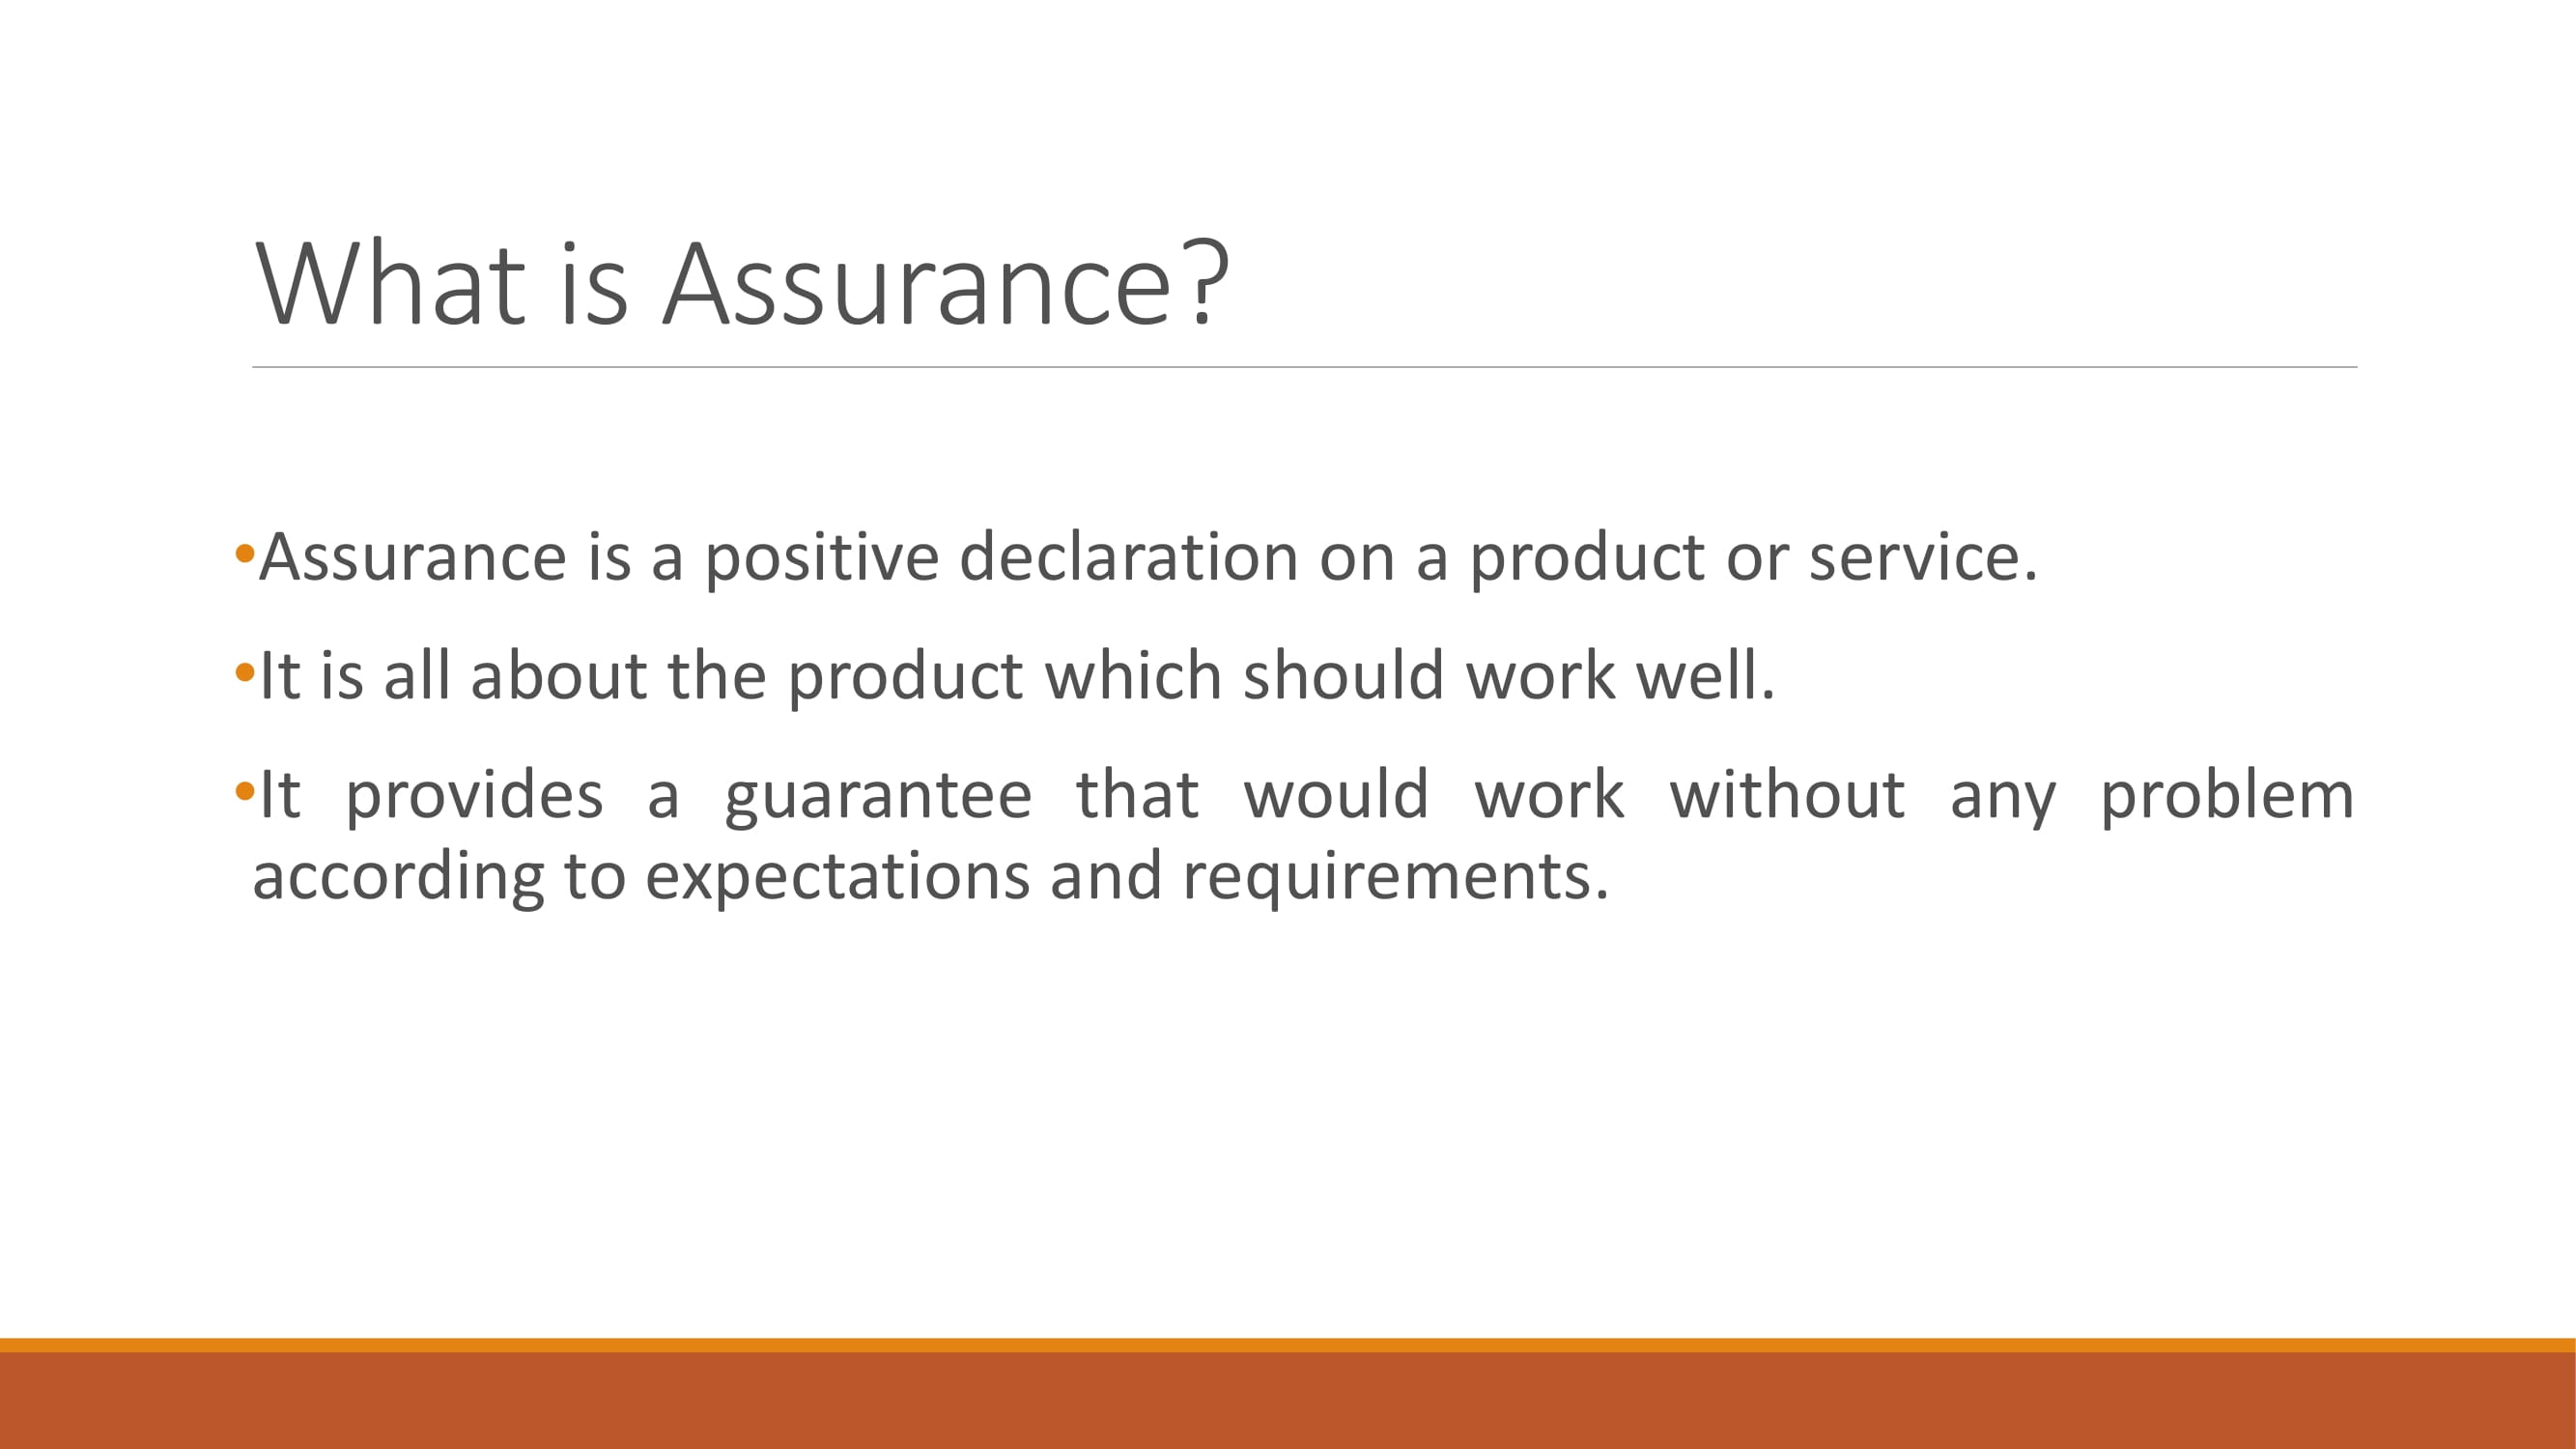 What is Assurance?
•Assurance is a positive declaration on a product or service.
•It is all about the product which should work well.
•It provides a guarantee that would work without any problem
according to expectations and requirements.